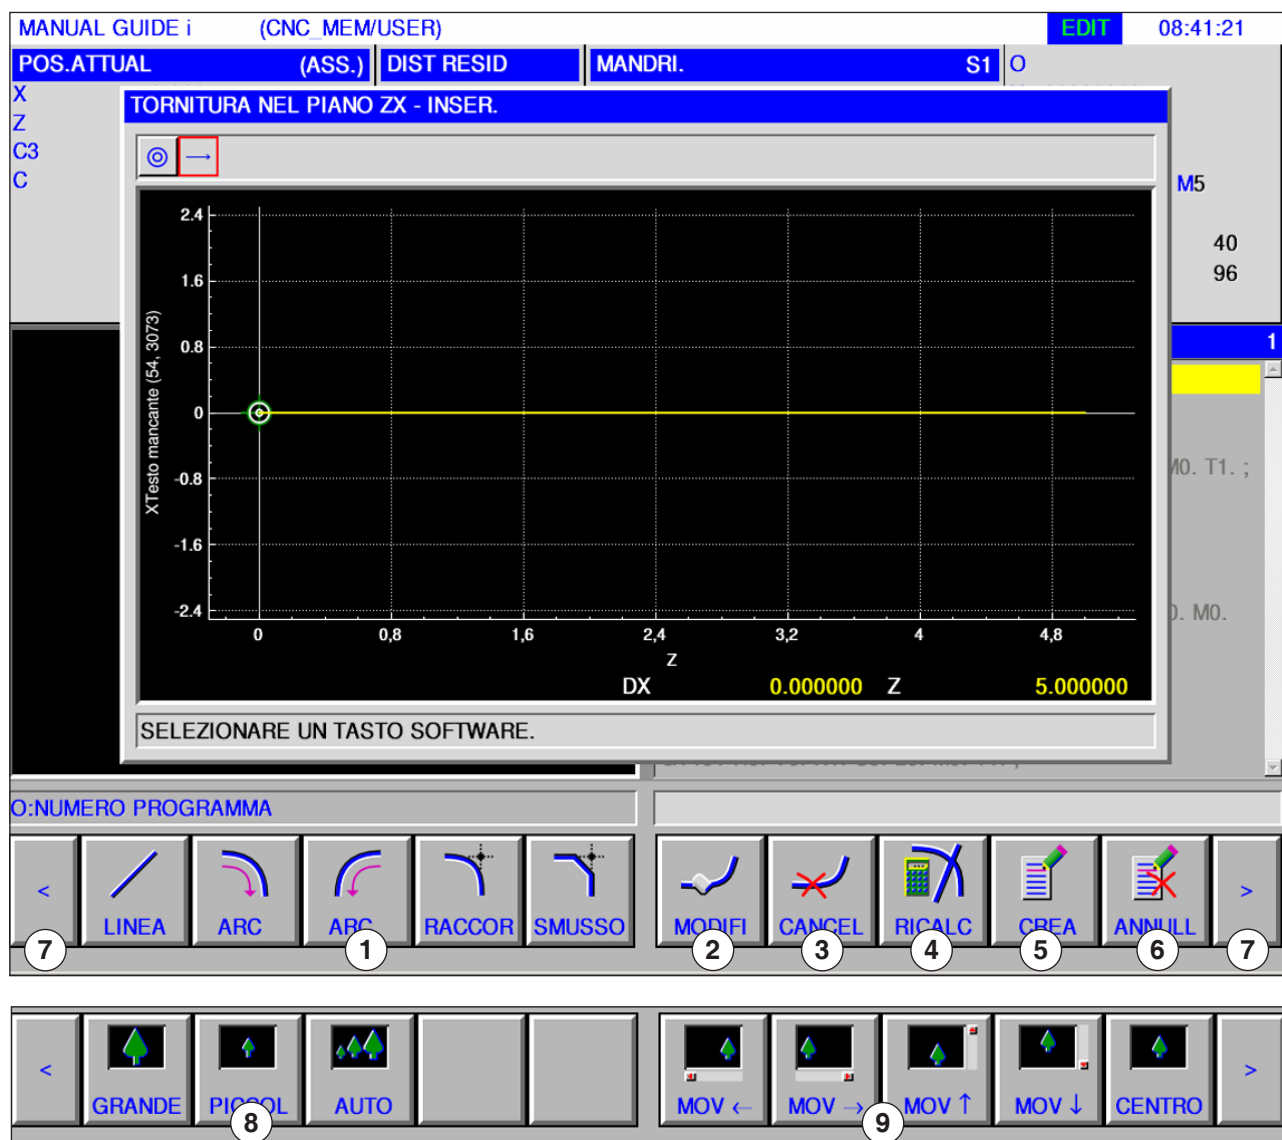 MANUAL GUIDE i (CNC_MEM/USER) EDIT 08:41:21
POS.ATTUAL (ASS.) DIST RESID MANDRI. S1 O
X
Z
C3
C
TORNITURA NEL PIANO ZX - INSER.
M5
40
96
1
2.4
1.6
0.8
0
-0.8
-1.6
-2.4
XTesto mancante (54, 3073)
0 0,8 1,6 2,4 3,2 4 4,8
Z
DX 0.000000 Z 5.000000
M0. T1. ;
0. M0.
SELEZIONARE UN TASTO SOFTWARE.
O:NUMERO PROGRAMMA
< LINEA ARC ARC RACCOR SMUSSO MODIFI CANCEL RICALC CREA ANNULL >
7 1 2 3 4 5 6 7
< GRANDE PICCOL AUTO MOV ← MOV → MOV ↑ MOV ↓ CENTRO >
8 9